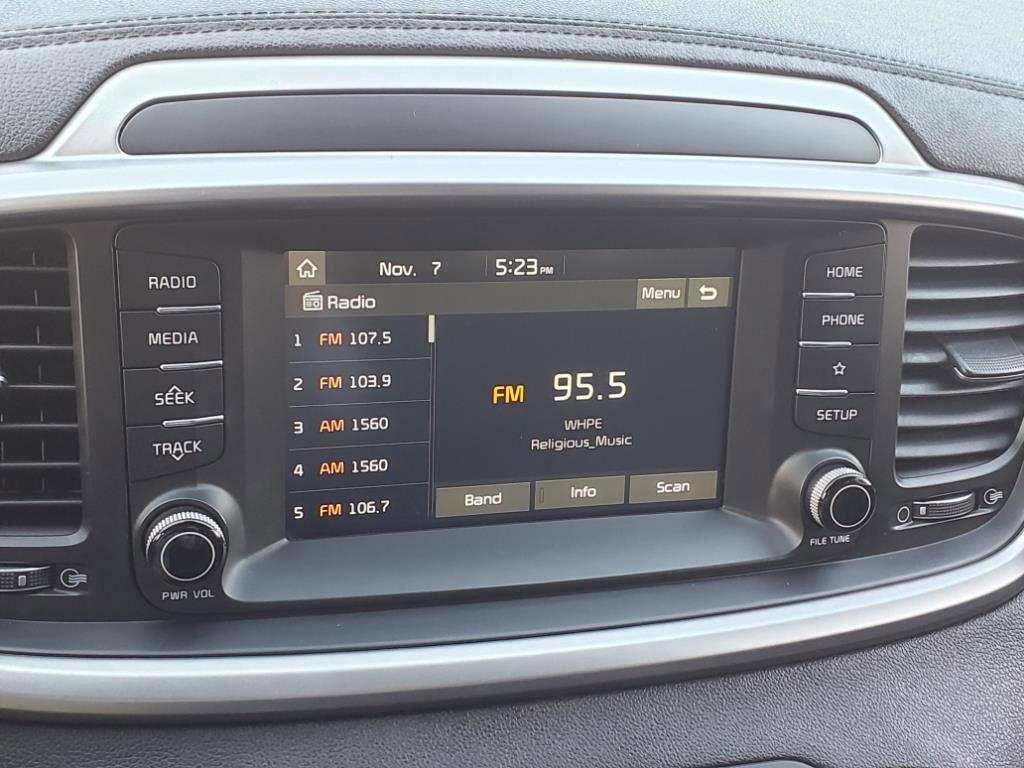 Nov. 7 5:23 PM
Radio Menu
1 FM 107.5
2 FM 103.9
3 AM 1560
4 AM 1560
5 FM 106.7
FM 95.5
WHPE
Religious_Music
Band Info Scan
RADIO
MEDIA
SEEK
TRACK
PWR VOL
HOME
PHONE
SETUP
FILE TUNE